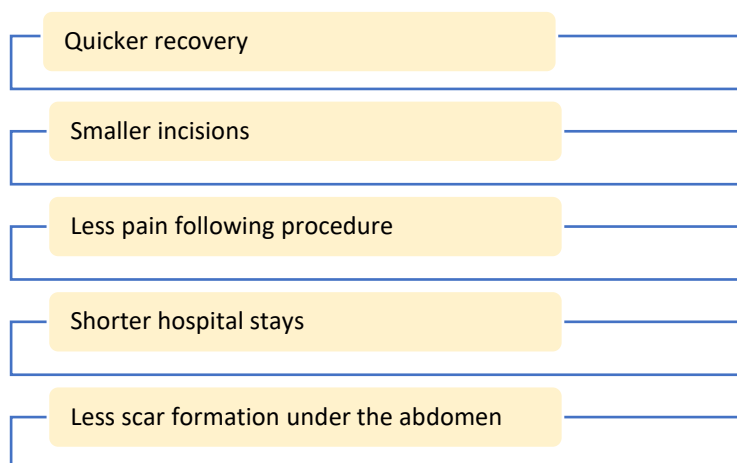 Quicker recovery
Smaller incisions
Less pain following procedure
Shorter hospital stays
Less scar formation under the abdomen